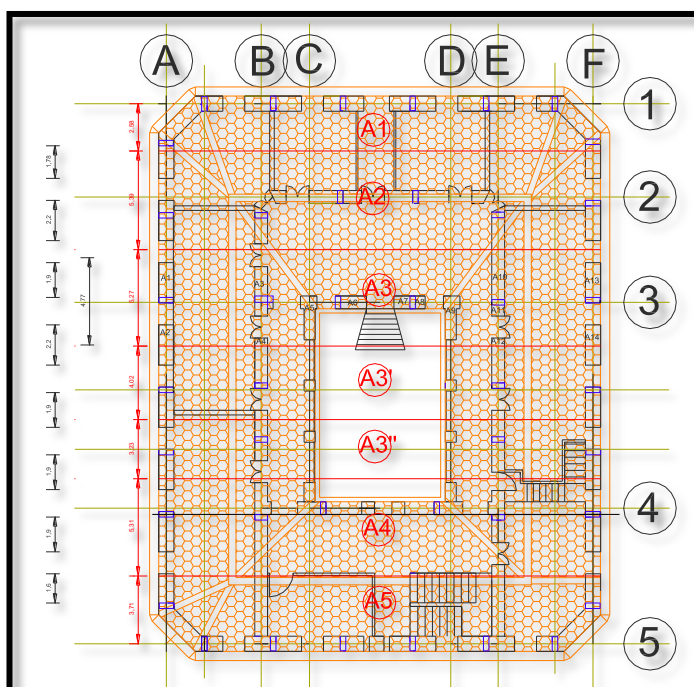 A B C D E F
1
A1
2,58
1,78
2
5,39
A2
2,2
1,9
4,77
5,27
A1 A3 A10 A13
A3
3
A5 A6 A7 A8 A9 A11
A2 A4 A12 A14
2,2
4,02
A3'
1,9
A3"
3,23
1,9
4
A4
5,31
1,9
1,6
A5
3,71
5